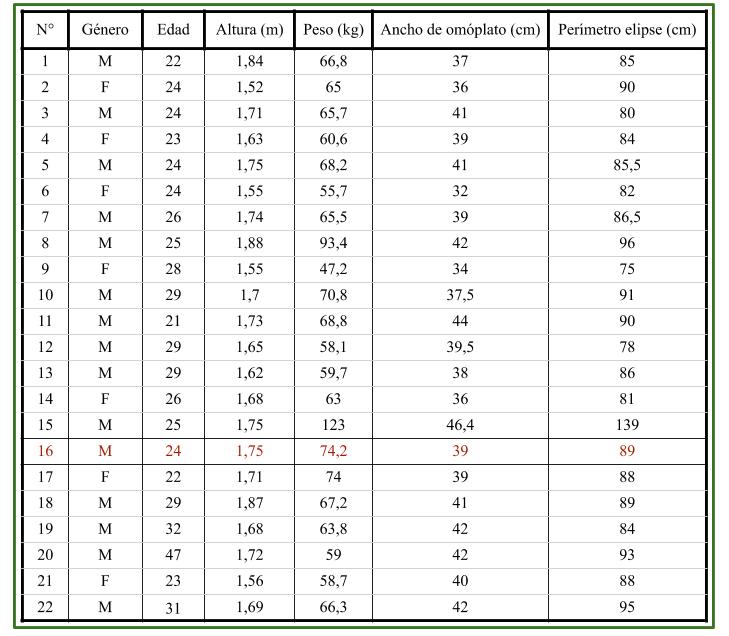 N° Género Edad Altura (m) Peso (kg) Ancho de omóplato (cm) Perímetro elipse (cm)
1 M 22 1,84 66,8 37 85
2 F 24 1,52 65 36 90
3 M 24 1,71 65,7 41 80
4 F 23 1,63 60,6 39 84
5 M 24 1,75 68,2 41 85,5
6 F 24 1,55 55,7 32 82
7 M 26 1,74 65,5 39 86,5
8 M 25 1,88 93,4 42 96
9 F 28 1,55 47,2 34 75
10 M 29 1,7 70,8 37,5 91
11 M 21 1,73 68,8 44 90
12 M 29 1,65 58,1 39,5 78
13 M 29 1,62 59,7 38 86
14 F 26 1,68 63 36 81
15 M 25 1,75 123 46,4 139
16 M 24 1,75 74,2 39 89
17 F 22 1,71 74 39 88
18 M 29 1,87 67,2 41 89
19 M 32 1,68 63,8 42 84
20 M 47 1,72 59 42 93
21 F 23 1,56 58,7 40 88
22 M 31 1,69 66,3 42 95